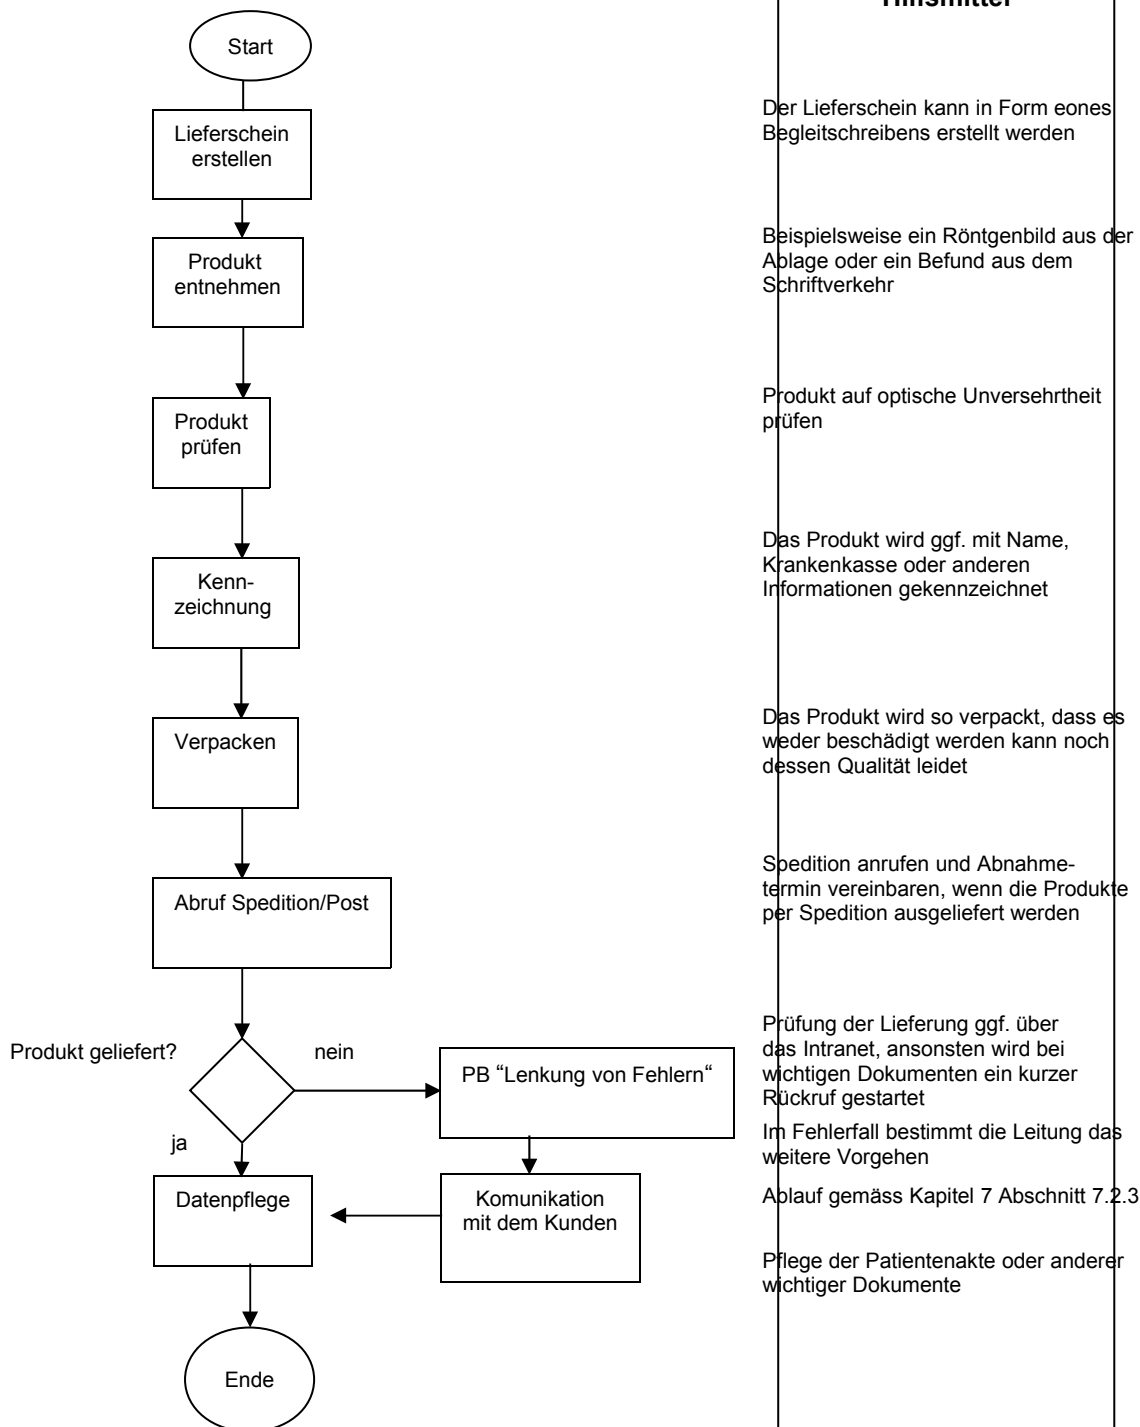 Hilfsmittel
Start
Lieferschein
erstellen
Der Lieferschein kann in Form eones
Begleitschreibens erstellt werden
Produkt
entnehmen
Beispielsweise ein Röntgenbild aus der
Ablage oder ein Befund aus dem
Schriftverkehr
Produkt
prüfen
Produkt auf optische Unversehrtheit
prüfen
Kenn-
zeichnung
Das Produkt wird ggf. mit Name,
Krankenkasse oder anderen
Informationen gekennzeichnet
Verpacken
Das Produkt wird so verpackt, dass es
weder beschädigt werden kann noch
dessen Qualität leidet
Abruf Spedition/Post
Spedition anrufen und Abnahme-
termin vereinbaren, wenn die Produkte
per Spedition ausgeliefert werden
Produkt geliefert?
nein
ja
PB “Lenkung von Fehlern“
Prüfung der Lieferung ggf. über
das Intranet, ansonsten wird bei
wichtigen Dokumenten ein kurzer
Rückruf gestartet
Im Fehlerfall bestimmt die Leitung das
weitere Vorgehen
Datenpflege
Komunikation
mit dem Kunden
Ablauf gemäss Kapitel 7 Abschnitt 7.2.3
Pflege der Patientenakte oder anderer
wichtiger Dokumente
Ende